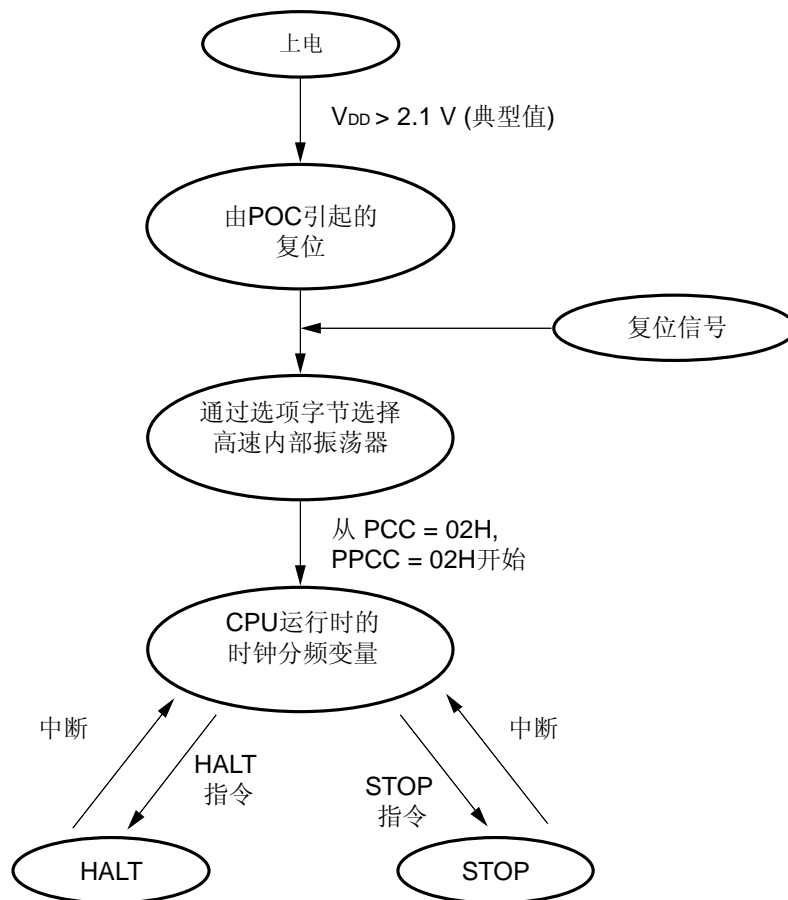 上电
VDD > 2.1 V (典型值)
由POC引起的
复位
复位信号
通过选项字节选择
高速内部振荡器
从 PCC = 02H,
PPCC = 02H开始
CPU运行时的
时钟分频变量
中断
HALT
指令
STOP
指令
中断
HALT
STOP